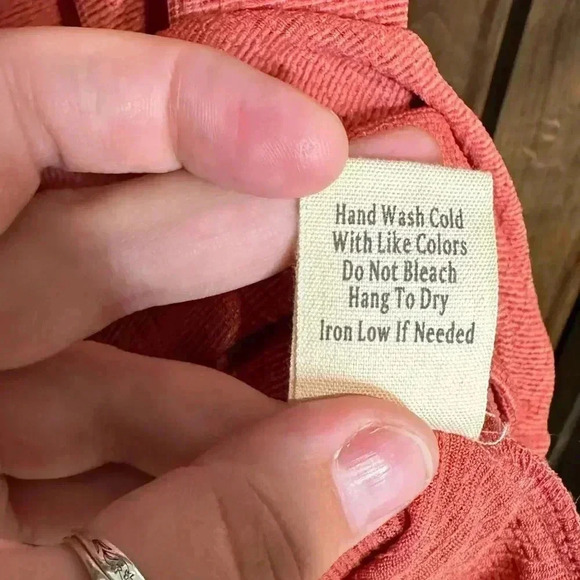 Hand Wash Cold
With Like Colors
Do Not Bleach
Hang To Dry
Iron Low If Needed